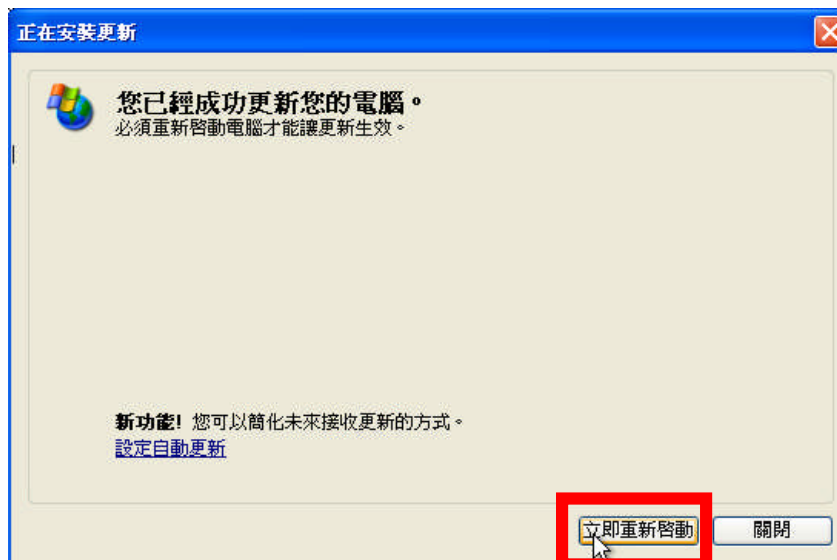 正在安裝更新
您已經成功更新您的電腦。
必須重新啓動電腦才能讓更新生效。
新功能! 您可以簡化未來接收更新的方式。
設定自動更新
立即重新啓動
關閉